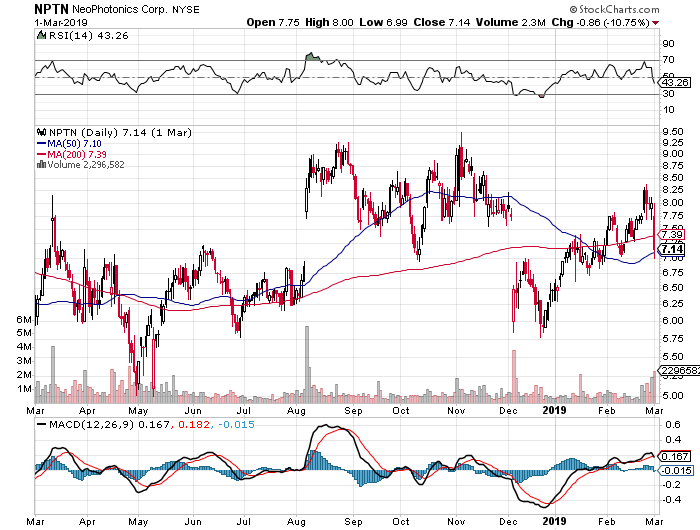 NPTN NeoPhotonics Corp. NYSE © StockCharts.com
1-Mar-2019 Open 7.75 High 8.00 Low 6.99 Close 7.14 Volume 2.3M Chg -0.86 (-10.75%)
RSI(14) 43.26
90
70
50
43.26
30
10
NPTN (Daily) 7.14 (1 Mar)
MA(50) 7.10
MA(200) 7.39
Volume 2,296,582
9.50
9.25
9.00
8.75
8.50
8.25
8.00
7.75
7.50
7.39
7.14
6.75
6.50
6.25
6.00
5.75
5.50
5.00
6M
5M
4M
3M
2M
1M
2296582
Mar Apr May Jun Jul Aug Sep Oct Nov Dec 2019 Feb Mar
MACD(12,26,9) 0.167, 0.182, -0.015
0.6
0.4
0.167
-0.015
-0.2
-0.4
Mar Apr May Jun Jul Aug Sep Oct Nov Dec 2019 Feb Mar